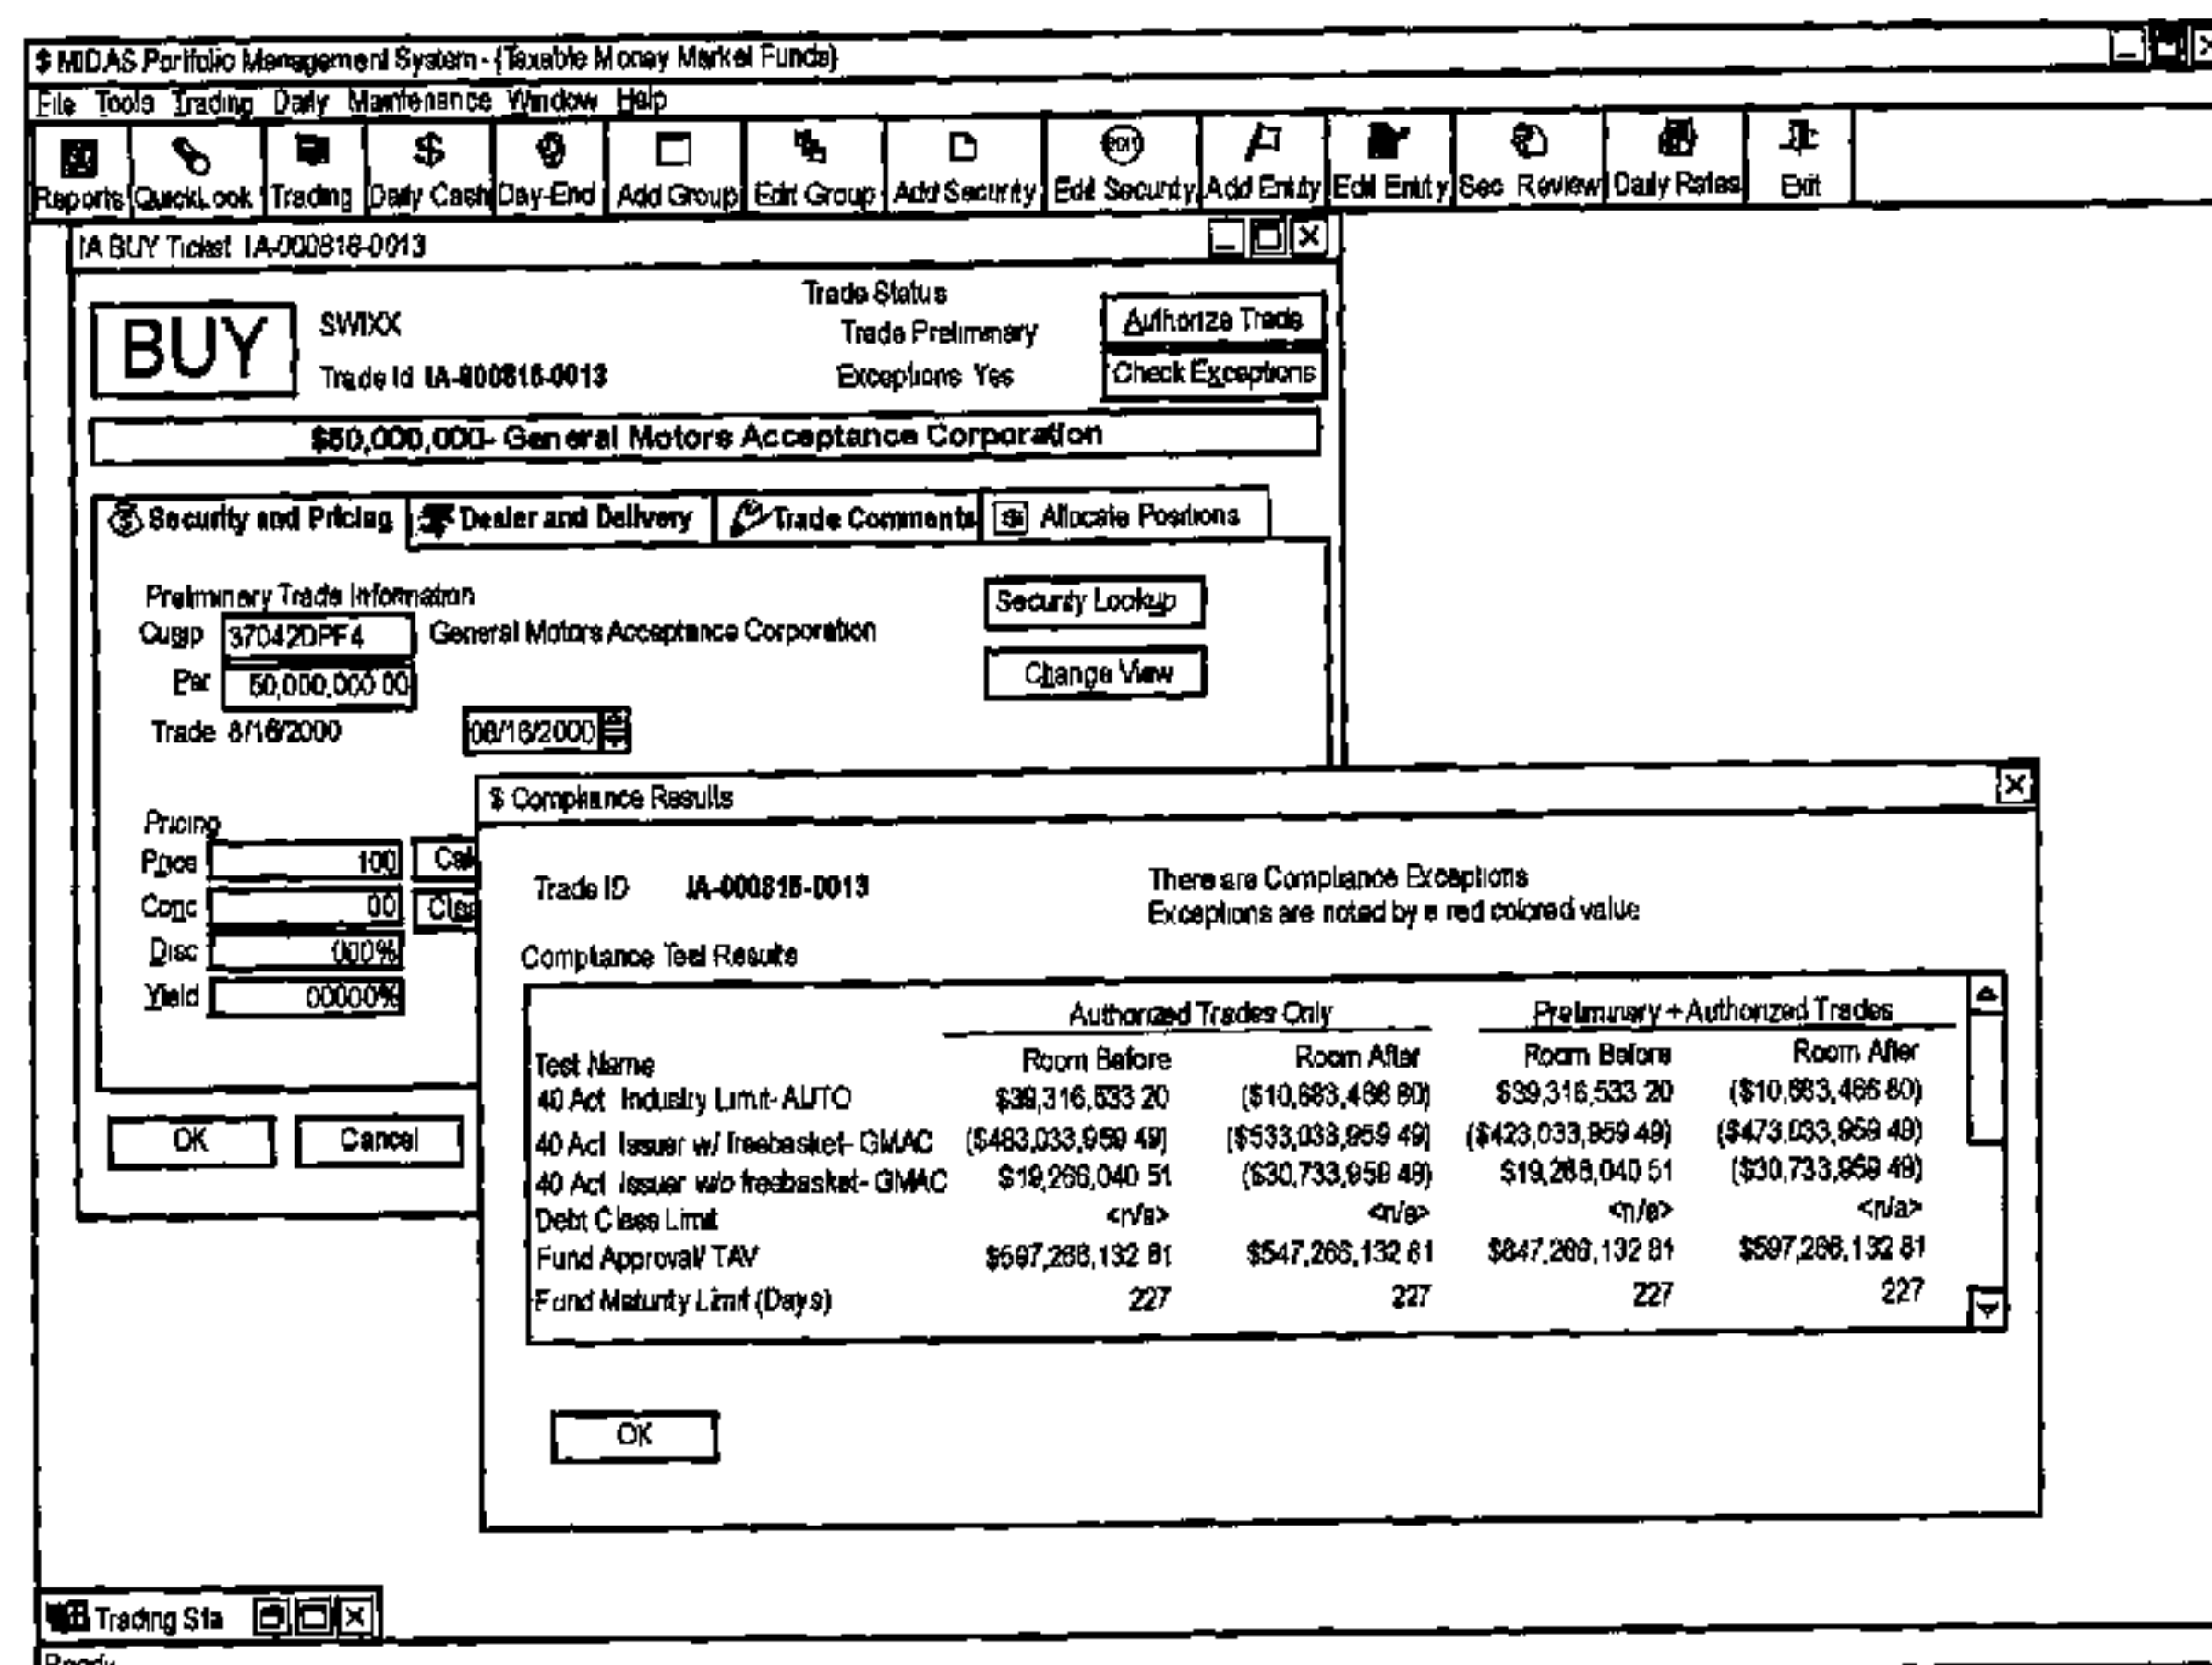 $ MIDAS Portfolio Management System - (Taxable Money Market Funds)
File Tools Trading Daily Maintenance Window Help
Reports QuickLook Trading Daily Cash Day-End Add Group Edit Group Add Security Edit Security Add Entity Edit Entity Sec Review Daily Rates Exit
IA BUY Ticket IA-000816-0013
Trade Status
BUY SWIXX Trade Preliminary Authorize Trade
Trade Id IA-000816-0013 Exceptions Yes Check Exceptions
$50,000,000- General Motors Acceptance Corporation
Security and Pricing Dealer and Delivery Trade Comments Allocate Positions
Preliminary Trade Information Security Lookup
Cusip 37042DPF4 General Motors Acceptance Corporation
Par 50,000,000 00 Change View
Trade 8/16/2000 08/16/2000
Pricing
Price 100
Conc 00
Disc 000%
Yield 00000%
OK Cancel
$ Compliance Results
Trade ID IA-000816-0013
There are Compliance Exceptions
Exceptions are noted by a red colored value
Compliance Test Results
Authorized Trades Only Preliminary + Authorized Trades
Test Name Room Before Room After Room Before Room After
40 Act Industry Limit- AUTO $39,316,533 20 ($10,683,466 80) $39,316,533 20 ($10,683,466 80)
40 Act Issuer w/ freebasket- GMAC ($483,033,959 49) ($533,033,959 49) ($423,033,959 49) ($473,033,959 49)
40 Act Issuer w/o freebasket- GMAC $19,266,040 51 ($30,733,959 49) $19,266,040 51 ($30,733,959 49)
Debt Class Limit <n/a> <n/a> <n/a> <n/a>
Fund Approval/ TAV $597,266,132 81 $547,266,132 81 $647,266,132 81 $597,266,132 81
Fund Maturity Limit (Days) 227 227 227 227
OK
Trading Sta
Ready